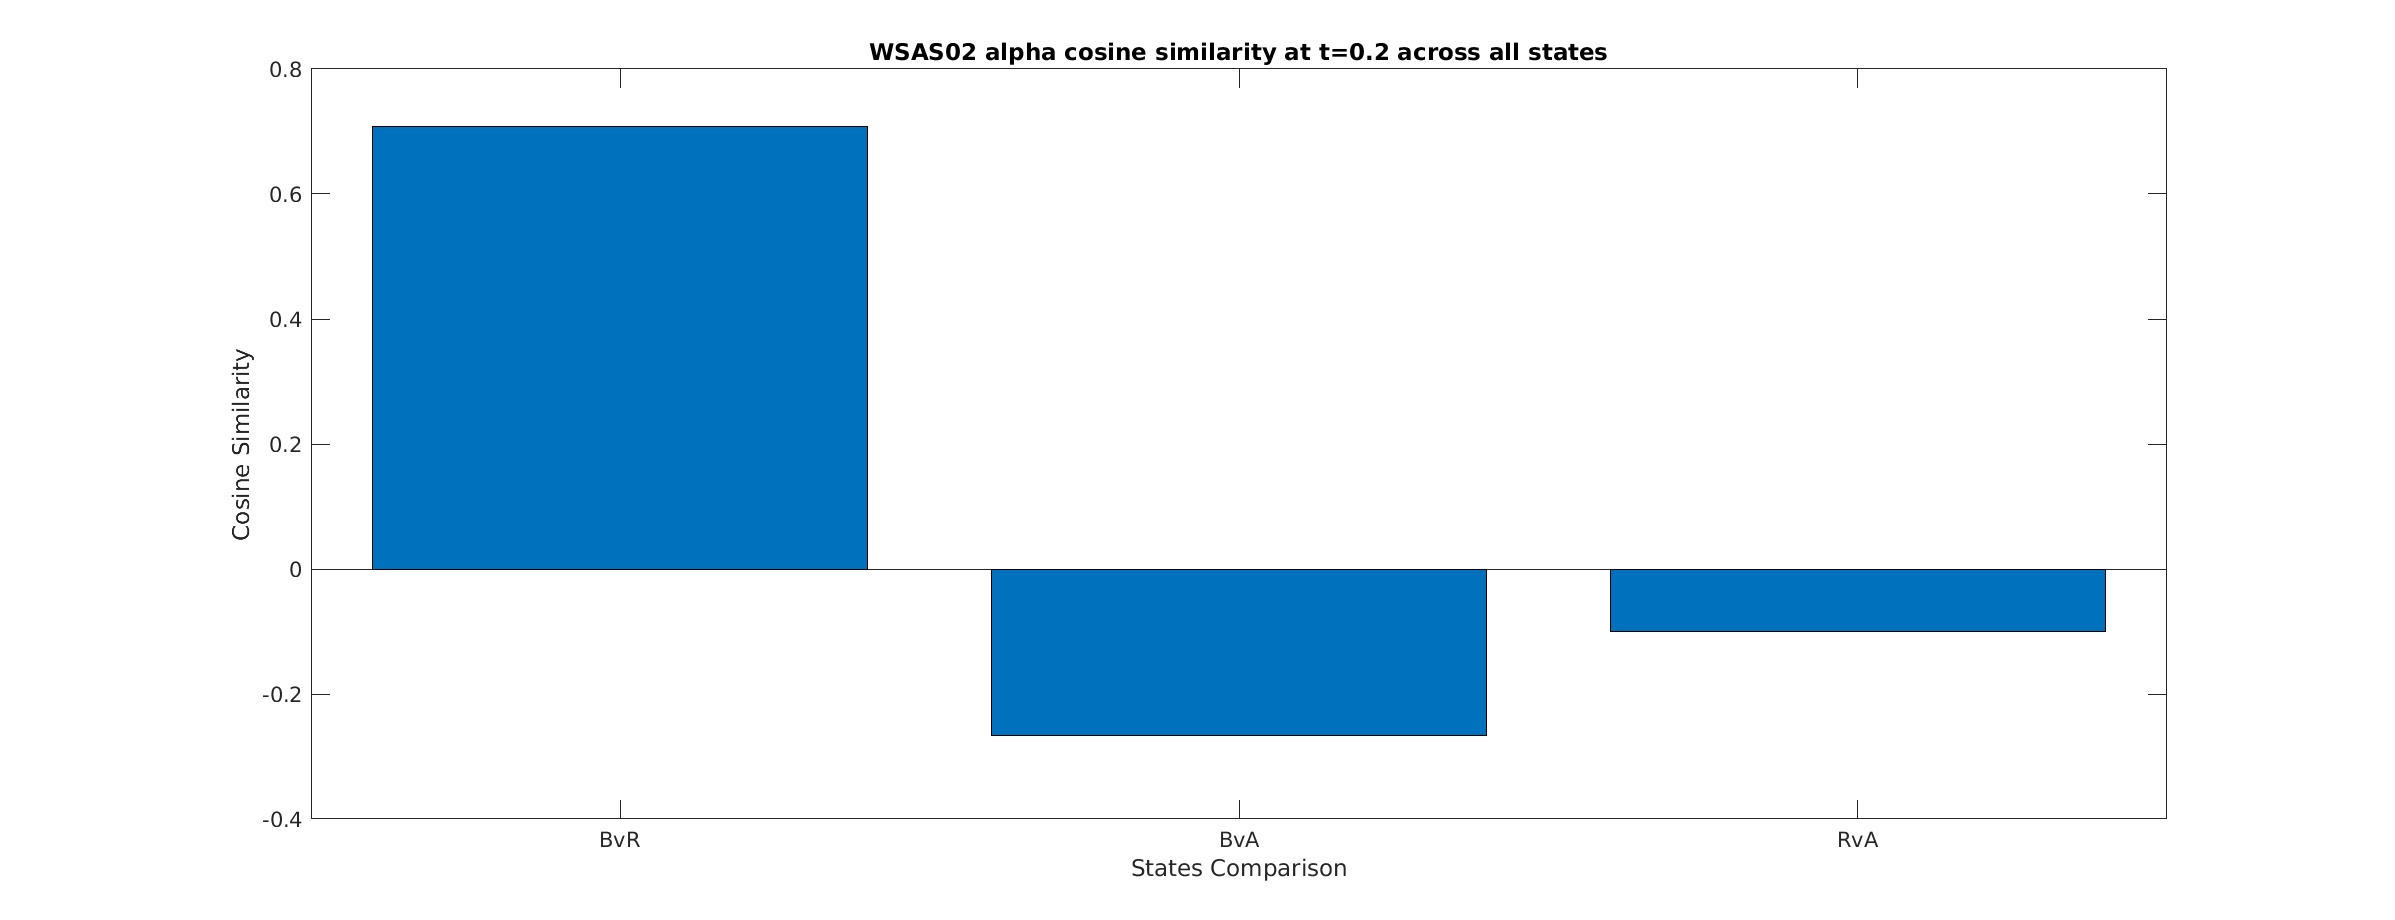 WSAS02 alpha cosine similarity at t=0.2 across all states
0.8
0.6
0.4
0.2
0
-0.2
-0.4
Cosine Similarity
BvR BvA RvA
States Comparison